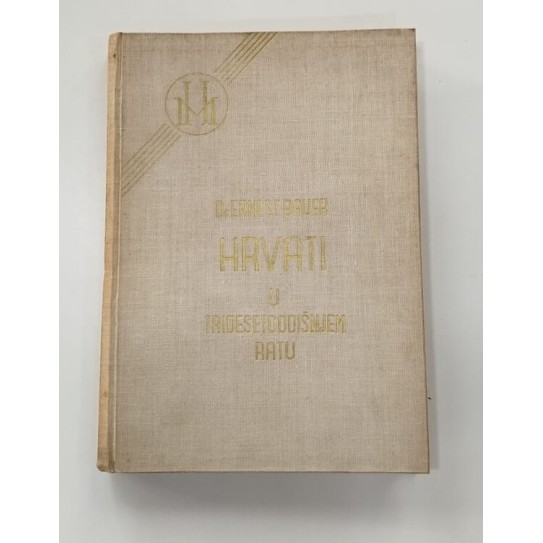 Dr ERNEST BAUER
HRVATI
U
TRIDESETGODIŠNJEM
RATU